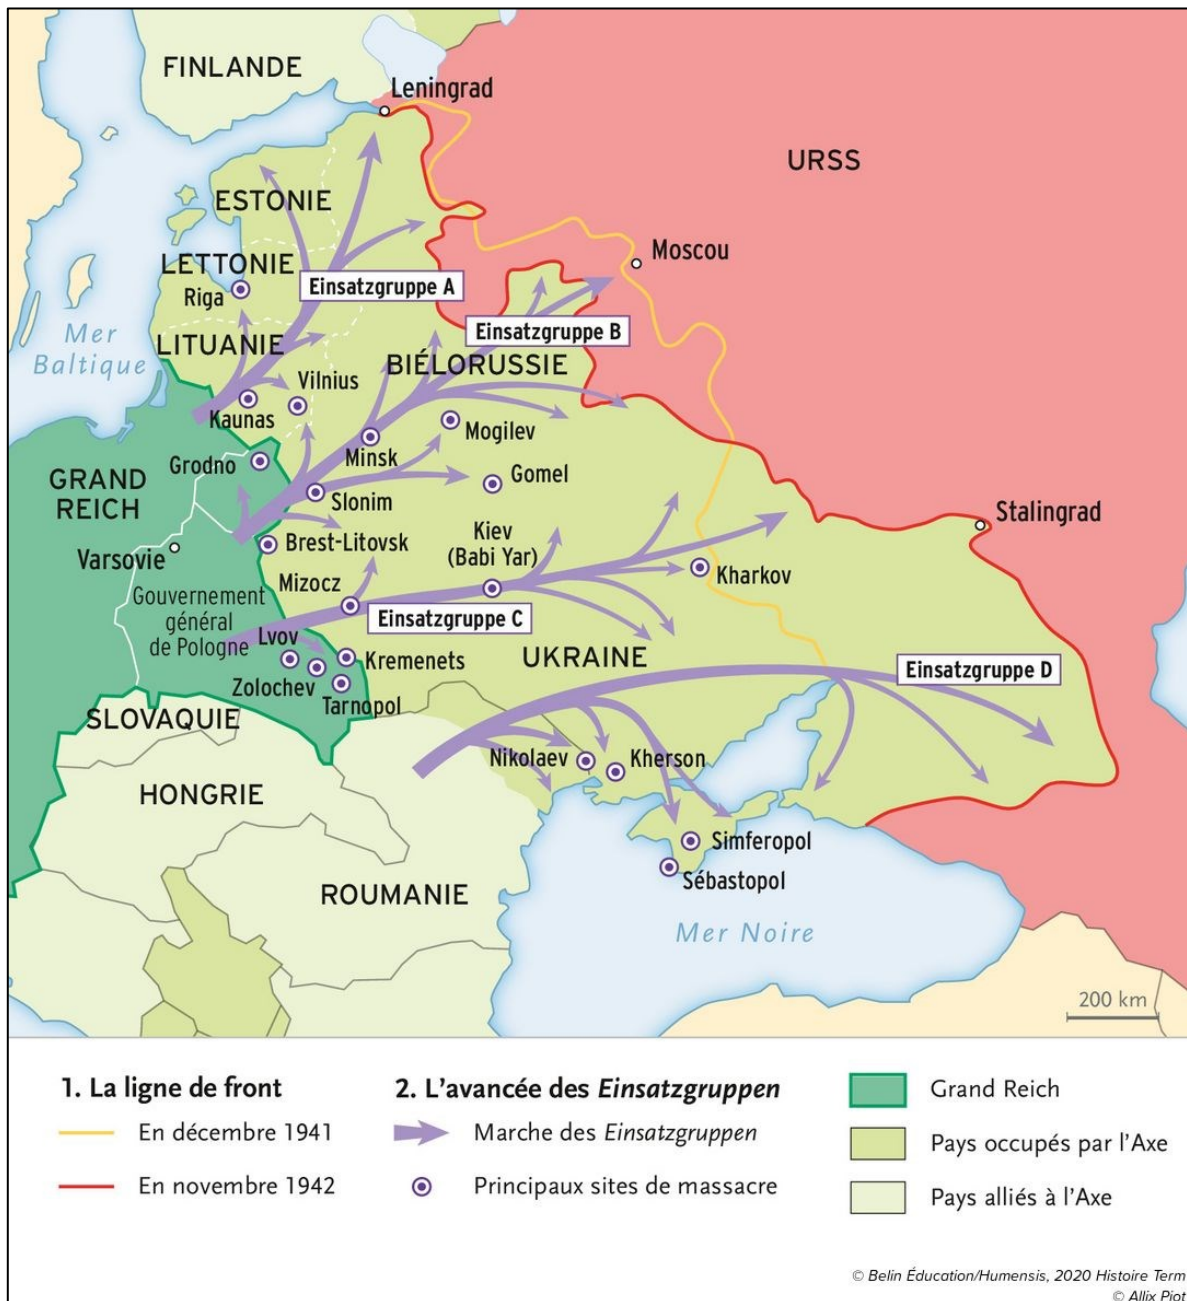 FINLANDE
Leningrad
URSS
ESTONIE
Moscou
LETTONIE
Riga
Einsatzgruppe A
Mer
Baltique
Einsatzgruppe B
LITUANIE
BIÉLORUSSIE
Vilnius
Kaunas
Mogilev
Minsk
Grodno
GRAND
REICH
Gomel
Slonim
Stalingrad
Kiev
(Babi Yar)
Brest-Litovsk
Varsovie
Mizocz
Kharkov
Gouvernement
général
de Pologne
Einsatzgruppe C
Lvov
Kremenets
UKRAINE
Einsatzgruppe D
Zolochev
Tarnopol
SLOVAQUIE
Nikolaev
Kherson
HONGRIE
Simferopol
Sébastopol
ROUMANIE
Mer Noire
200 km
1. La ligne de front
En décembre 1941
En novembre 1942
2. L'avancée des Einsatzgruppen
Marche des Einsatzgruppen
Principaux sites de massacre
Grand Reich
Pays occupés par l'Axe
Pays alliés à l'Axe
© Belin Éducation/Humensis, 2020 Histoire Term
© Allix Piot